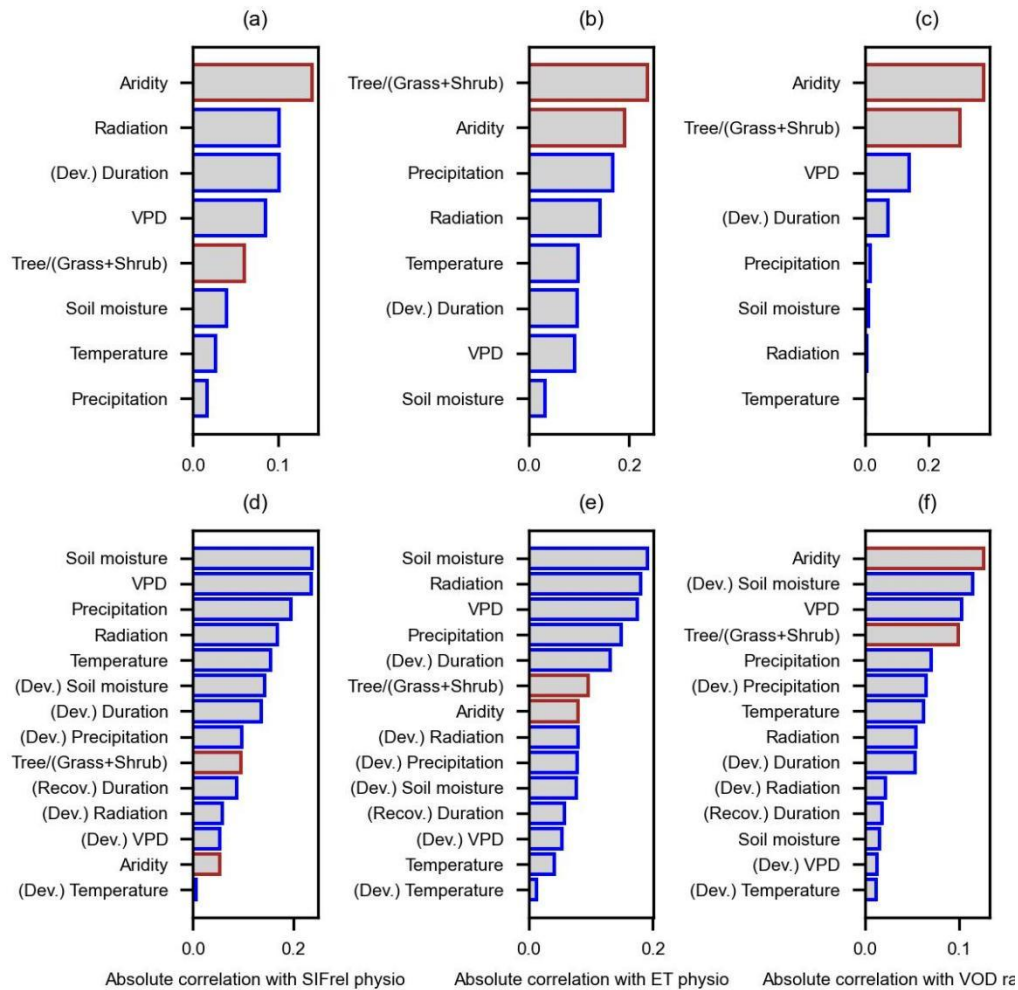 (a)
Aridity
Radiation
(Dev.) Duration
VPD
Tree/(Grass+Shrub)
Soil moisture
Temperature
Precipitation
0.0 0.1
(b)
Tree/(Grass+Shrub)
Aridity
Precipitation
Radiation
Temperature
(Dev.) Duration
VPD
Soil moisture
0.0 0.2
(c)
Aridity
Tree/(Grass+Shrub)
VPD
(Dev.) Duration
Precipitation
Soil moisture
Radiation
Temperature
0.0 0.2
(d)
Soil moisture
VPD
Precipitation
Radiation
Temperature
(Dev.) Soil moisture
(Dev.) Duration
(Dev.) Precipitation
Tree/(Grass+Shrub)
(Recov.) Duration
(Dev.) Radiation
(Dev.) VPD
Aridity
(Dev.) Temperature
0.0 0.2
Absolute correlation with SIFrel physio
(e)
Soil moisture
Radiation
VPD
Precipitation
(Dev.) Duration
Tree/(Grass+Shrub)
Aridity
(Dev.) Radiation
(Dev.) Precipitation
(Dev.) Soil moisture
(Recov.) Duration
(Dev.) VPD
Temperature
(Dev.) Temperature
0.0 0.2
Absolute correlation with ET physio
(f)
Aridity
(Dev.) Soil moisture
VPD
Tree/(Grass+Shrub)
Precipitation
(Dev.) Precipitation
Temperature
Radiation
(Dev.) Duration
(Dev.) Radiation
(Recov.) Duration
Soil moisture
(Dev.) VPD
(Dev.) Temperature
0.0 0.1
Absolute correlation with VOD ra